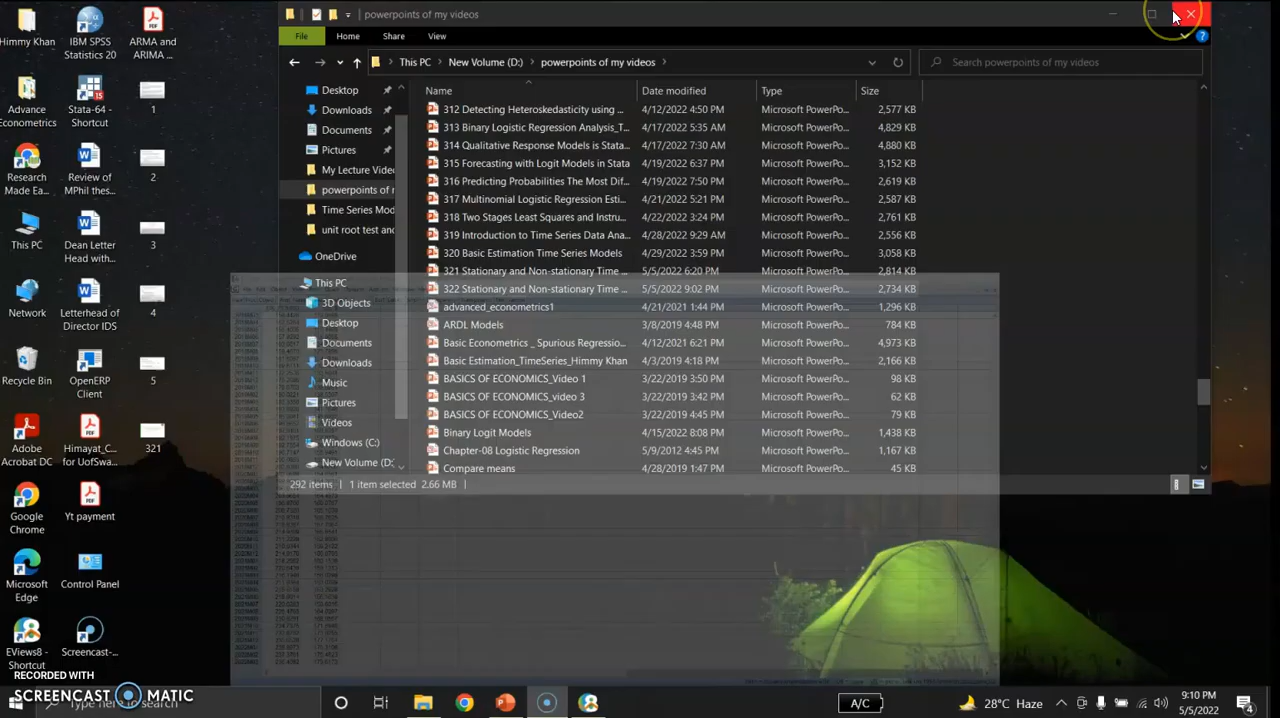 Himmy Khan
IBM SPSS
Statistics 20
ARMA and
ARIMA ...
Advance
Econometrics
Stata-64 -
Shortcut
1
Research
Made Ea...
Review of
MPhil thes...
2
This PC
Dean Letter
Head with...
3
Network
Letterhead of
Director IDS
4
Recycle Bin
OpenERP
Client
5
Adobe
Acrobat DC
Himayat_C...
for UofSwa...
321
Google
Chrome
Yt payment
Microsoft
Edge
Control Panel
EViews8 -
Shortcut
Screencast-...
powerpoints of my videos
File
Home
Share
View
This PC
New Volume (D:)
powerpoints of my videos
Search powerpoints of my videos
Desktop
Downloads
Documents
Pictures
My Lecture Video
powerpoints of r
Time Series Mod
unit root test and
OneDrive
This PC
3D Objects
Desktop
Documents
Downloads
Music
Pictures
Videos
Windows (C:)
New Volume (D:
Name Date modified Type Size
312 Detecting Heteroskedasticity using ... 4/12/2022 4:50 PM Microsoft PowerPo... 2,577 KB
313 Binary Logistic Regression Analysis_T... 4/17/2022 5:35 AM Microsoft PowerPo... 4,829 KB
314 Qualitative Response Models is Stata... 4/17/2022 7:30 AM Microsoft PowerPo... 4,880 KB
315 Forecasting with Logit Models in Stata 4/19/2022 6:37 PM Microsoft PowerPo... 3,152 KB
316 Predicting Probabilities The Most Dif... 4/19/2022 7:50 PM Microsoft PowerPo... 2,619 KB
317 Multinomial Logistic Regression Esti... 4/21/2022 5:21 PM Microsoft PowerPo... 2,587 KB
318 Two Stages Least Squares and Instru... 4/22/2022 3:24 PM Microsoft PowerPo... 2,761 KB
319 Introduction to Time Series Data Ana... 4/28/2022 9:29 AM Microsoft PowerPo... 2,556 KB
320 Basic Estimation Time Series Models 4/29/2022 3:59 PM Microsoft PowerPo... 3,058 KB
321 Stationary and Non-stationary Time ... 5/5/2022 6:20 PM Microsoft PowerPo... 2,814 KB
322 Stationary and Non-stationary Time ... 5/5/2022 9:02 PM Microsoft PowerPo... 2,734 KB
advanced_econometrics1 4/21/2021 1:44 PM Microsoft PowerPo... 1,296 KB
ARDL Models 3/8/2019 4:48 PM Microsoft PowerPo... 784 KB
Basic Econometrics _ Spurious Regressio... 4/12/2021 6:21 PM Microsoft PowerPo... 4,973 KB
Basic Estimation_TimeSeries_Himmy Khan 4/3/2019 4:18 PM Microsoft PowerPo... 2,166 KB
BASICS OF ECONOMICS_Video 1 3/22/2019 3:50 PM Microsoft PowerPo... 98 KB
BASICS OF ECONOMICS_video 3 3/22/2019 3:42 PM Microsoft PowerPo... 62 KB
BASICS OF ECONOMICS_Video2 3/22/2019 4:45 PM Microsoft PowerPo... 79 KB
Binary Logit Models 4/15/2022 8:08 PM Microsoft PowerPo... 1,438 KB
Chapter-08 Logistic Regression 5/9/2012 4:45 PM Microsoft PowerPo... 1,167 KB
Compare means 4/28/2019 1:47 PM Microsoft PowerPo... 45 KB
292 items
1 item selected 2.66 MB
RECORDED WITH
SCREENCAST MATIC
Type here to search
A/C
28°C Haze
9:10 PM
5/5/2022
4